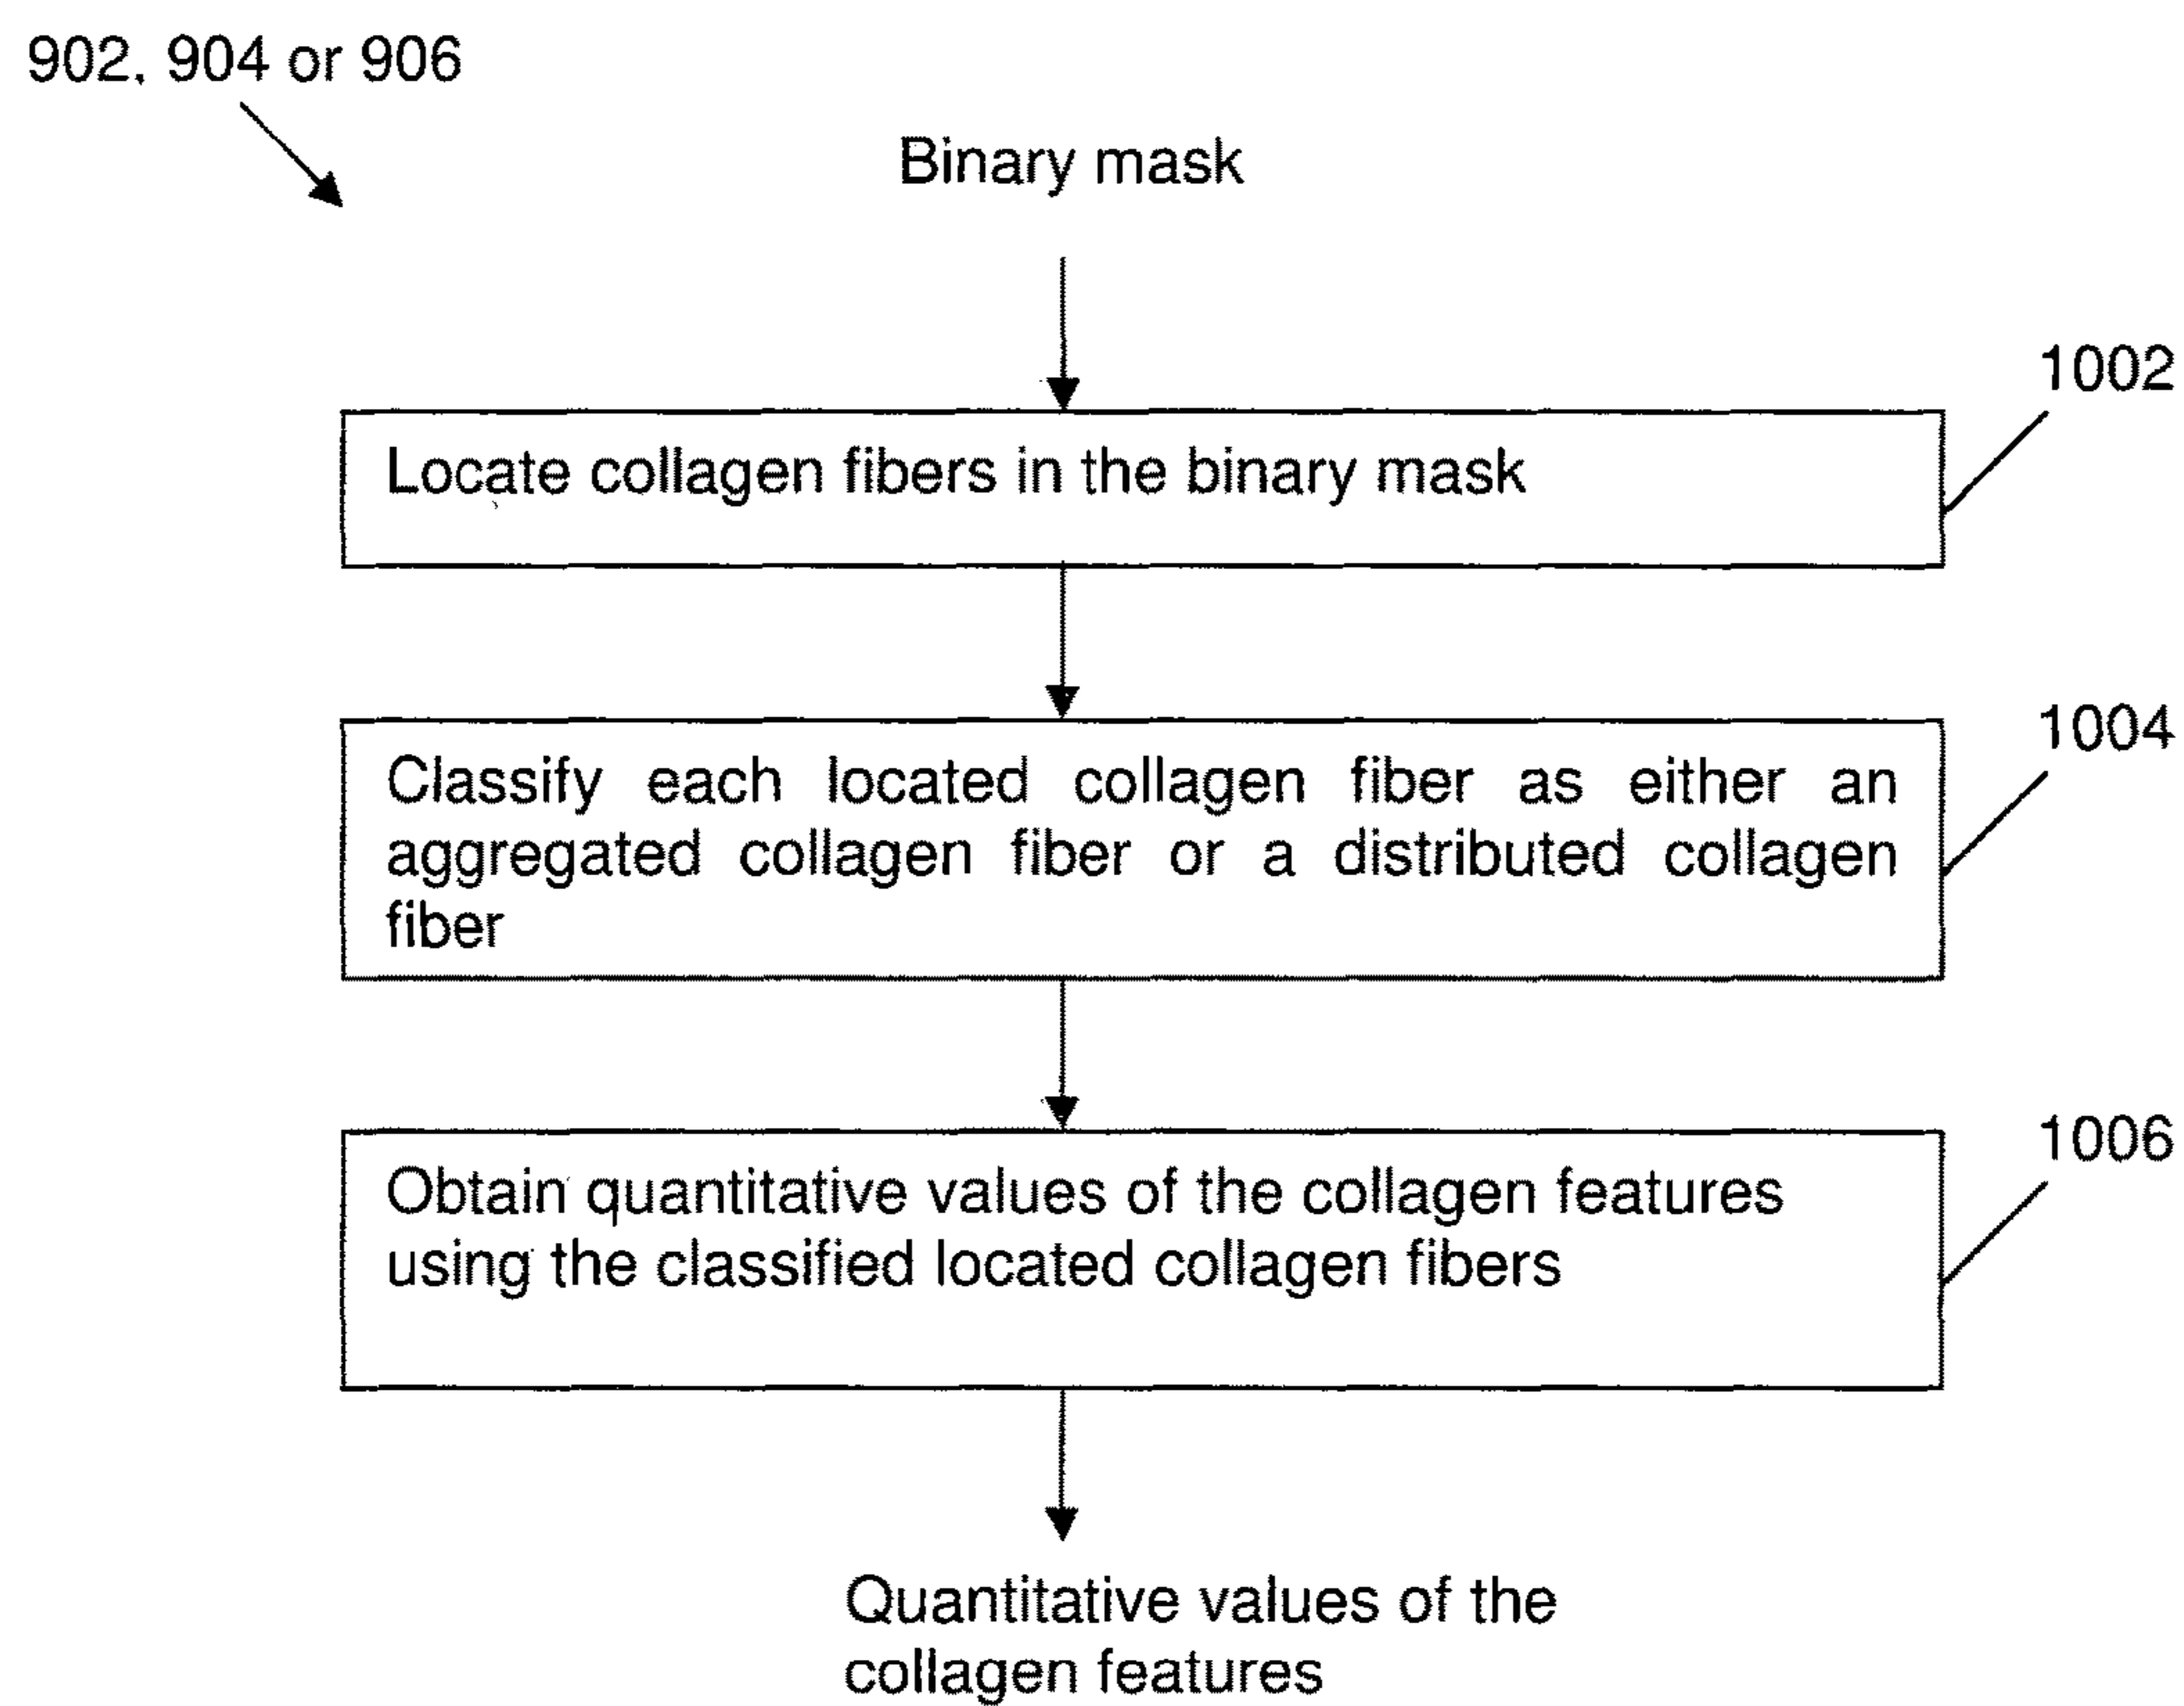 902, 904 or 906
Binary mask
1002
Locate collagen fibers in the binary mask
1004
Classify each located collagen fiber as either an
aggregated collagen fiber or a distributed collagen
fiber
1006
Obtain quantitative values of the collagen features
using the classified located collagen fibers
Quantitative values of the
collagen features